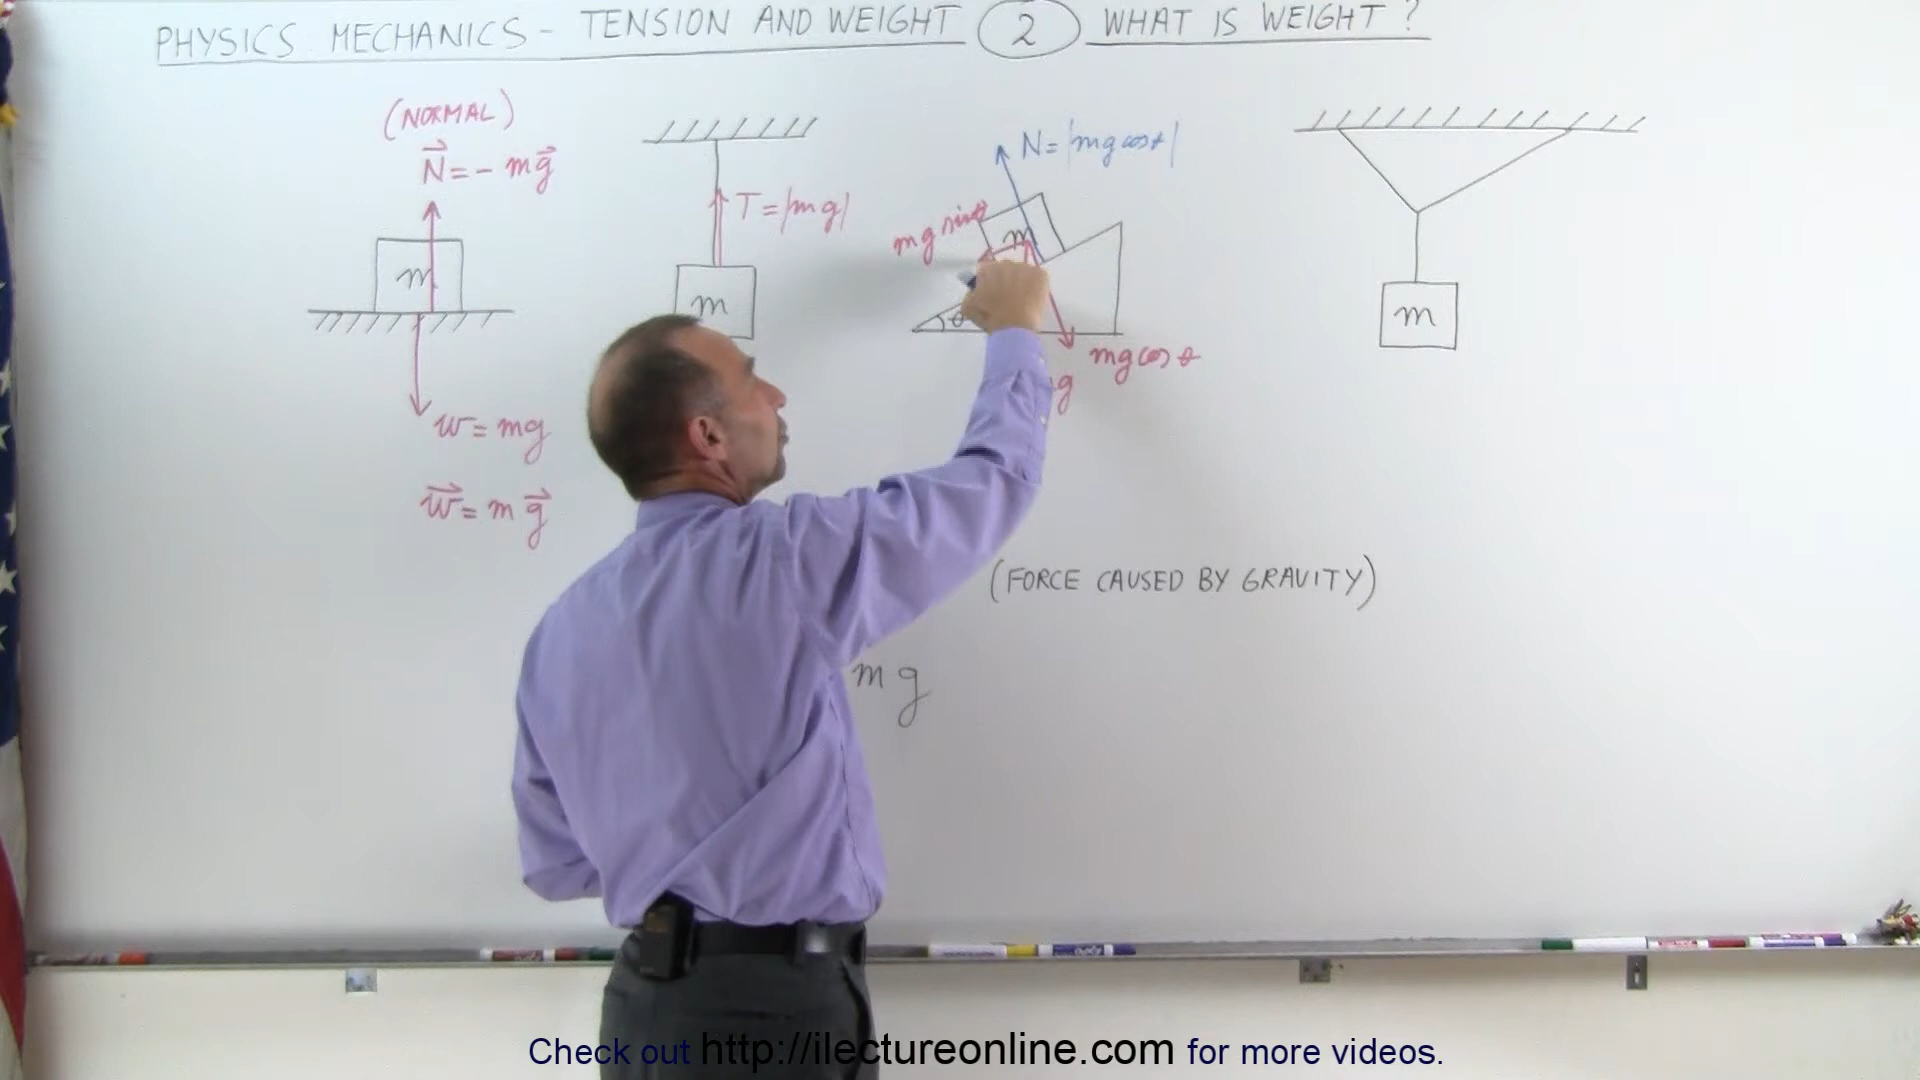 PHYSICS MECHANICS - TENSION AND WEIGHT 2 WHAT IS WEIGHT?
(NORMAL)
N⃗ = - mg⃗
m
w = mg
w⃗ = m g⃗
T = |mg|
m
N = |mg cos θ|
mg sin θ
m
θ
mg cos θ
m
(FORCE CAUSED BY GRAVITY)
mg
Check out http://ilectureonline.com for more videos.